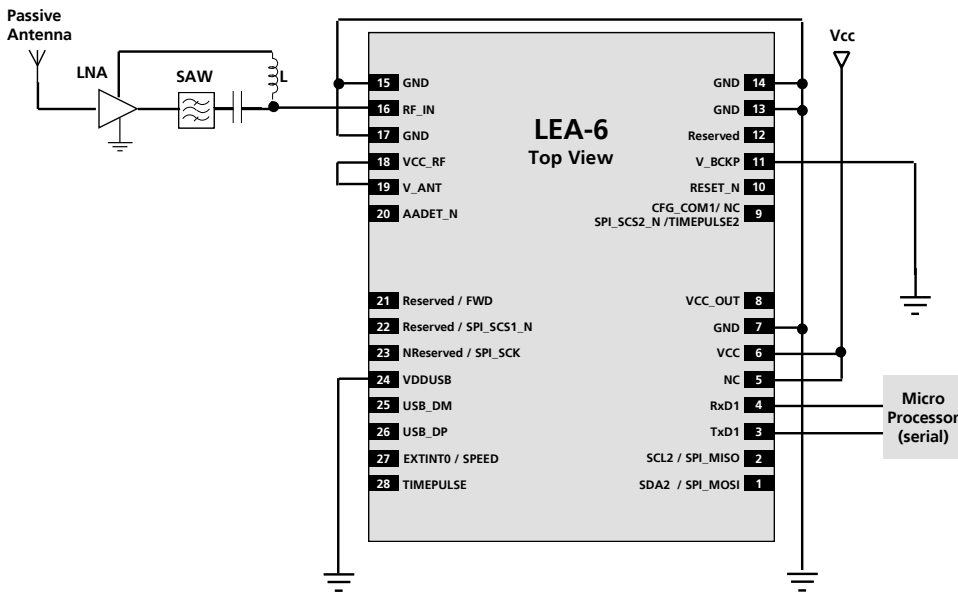 Passive
Antenna
LNA
SAW
L
Vcc
LEA-6
Top View
15 GND
16 RF_IN
17 GND
18 VCC_RF
19 V_ANT
20 AADET_N
21 Reserved / FWD
22 Reserved / SPI_SCS1_N
23 NReserved / SPI_SCK
24 VDDUSB
25 USB_DM
26 USB_DP
27 EXTINT0 / SPEED
28 TIMEPULSE
GND 14
GND 13
Reserved 12
V_BCKP 11
RESET_N 10
CFG_COM1/ NC
SPI_SCS2_N /TIMEPULSE2 9
VCC_OUT 8
GND 7
VCC 6
NC 5
RxD1 4
TxD1 3
SCL2 / SPI_MISO 2
SDA2 / SPI_MOSI 1
Micro
Processor
(serial)